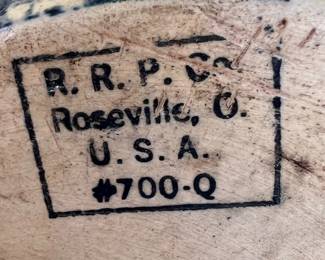 R. R. P. Co.
Roseville, O.
U. S. A.
#700-Q